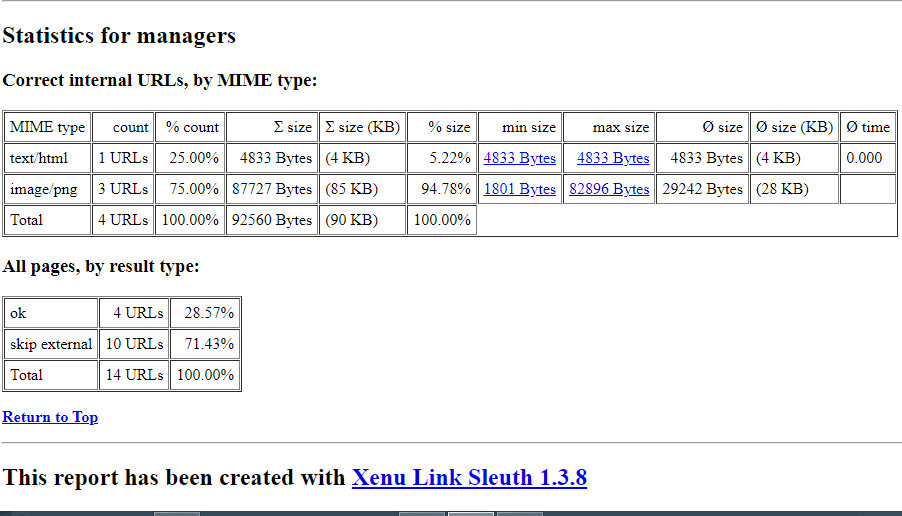 Statistics for managers
Correct internal URLs, by MIME type:
MIME type count % count Σ size Σ size (KB) % size min size max size Ø size Ø size (KB) Ø time
text/html 1 URLs 25.00% 4833 Bytes (4 KB) 5.22% 4833 Bytes 4833 Bytes 4833 Bytes (4 KB) 0.000
image/png 3 URLs 75.00% 87727 Bytes (85 KB) 94.78% 1801 Bytes 82896 Bytes 29242 Bytes (28 KB)
Total 4 URLs 100.00% 92560 Bytes (90 KB) 100.00%
All pages, by result type:
ok 4 URLs 28.57%
skip external 10 URLs 71.43%
Total 14 URLs 100.00%
Return to Top
This report has been created with Xenu Link Sleuth 1.3.8